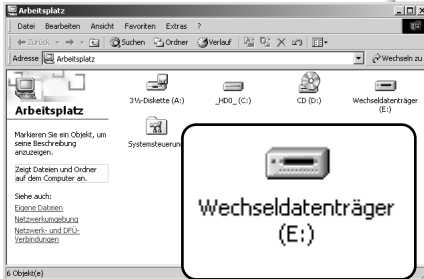 Arbeitsplatz
Datei Bearbeiten Ansicht Favoriten Extras ?
Zurück Suchen Ordner Verlauf
Adresse Arbeitsplatz Wechseln zu
Arbeitsplatz
Markieren Sie ein Objekt, um
seine Beschreibung
anzuzeigen.
Zeigt Dateien und Ordner
auf dem Computer an.
Siehe auch:
Eigene Dateien
Netzwerkumgebung
Netzwerk- und DFÜ-
Verbindungen
3½-Diskette (A:) _HD0_ (C:) CD (D:) Wechseldatenträger
(E:)
Systemsteuerun
Wechseldatenträger
(E:)
6 Objekt(e)